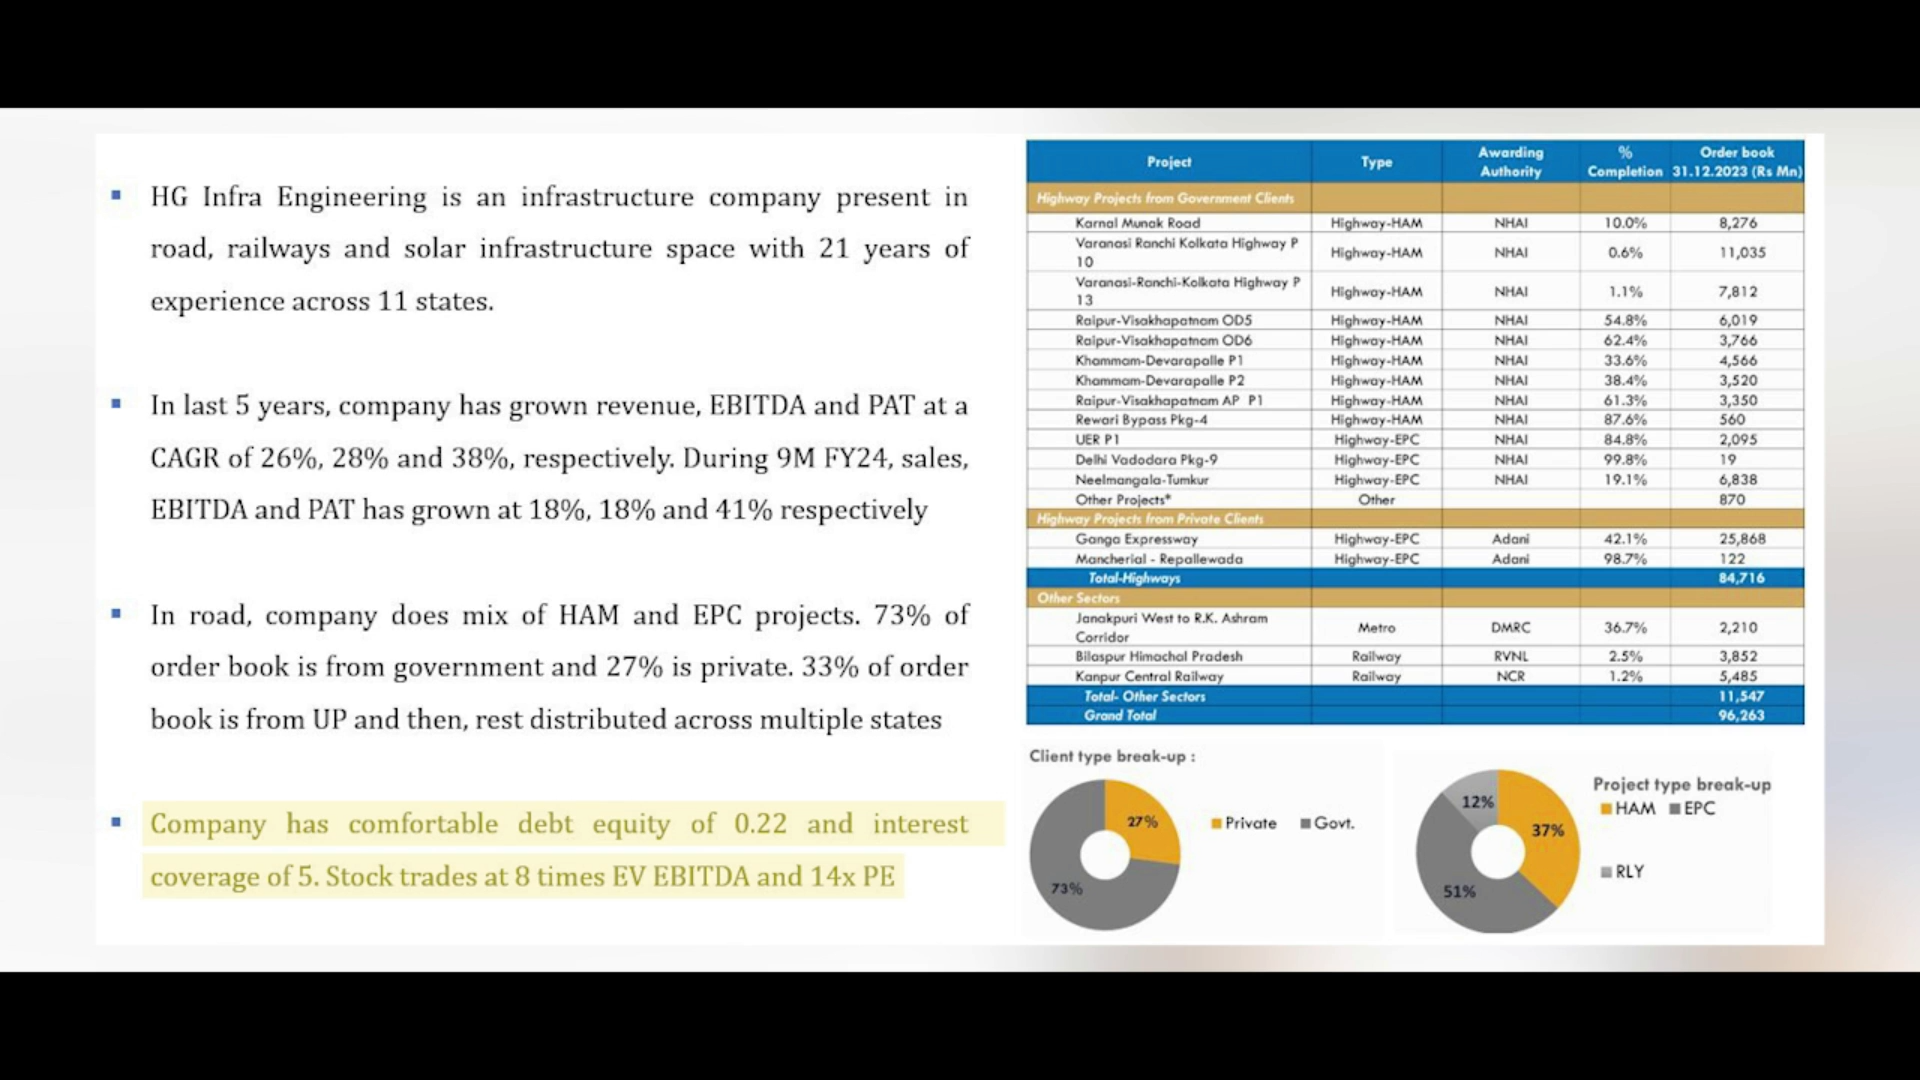 HG Infra Engineering is an infrastructure company present in
road, railways and solar infrastructure space with 21 years of
experience across 11 states.
In last 5 years, company has grown revenue, EBITDA and PAT at a
CAGR of 26%, 28% and 38%, respectively. During 9M FY24, sales,
EBITDA and PAT has grown at 18%, 18% and 41% respectively
In road, company does mix of HAM and EPC projects. 73% of
order book is from government and 27% is private. 33% of order
book is from UP and then, rest distributed across multiple states
Company has comfortable debt equity of 0.22 and interest
coverage of 5. Stock trades at 8 times EV EBITDA and 14x PE
Project Type Awarding Authority % Completion Order book 31.12.2023 (Rs Mn)
Highway Projects from Government Clients
Karnal Munak Road Highway-HAM NHAI 10.0% 8,276
Varanasi Ranchi Kolkata Highway P 10 Highway-HAM NHAI 0.6% 11,035
Varanasi-Ranchi-Kolkata Highway P 13 Highway-HAM NHAI 1.1% 7,812
Raipur-Visakhapatnam OD5 Highway-HAM NHAI 54.8% 6,019
Raipur-Visakhapatnam OD6 Highway-HAM NHAI 62.4% 3,766
Khammam-Devarapalle P1 Highway-HAM NHAI 33.6% 4,566
Khammam-Devarapalle P2 Highway-HAM NHAI 38.4% 3,520
Raipur-Visakhapatnam AP P1 Highway-HAM NHAI 61.3% 3,350
Rewari Bypass Pkg-4 Highway-HAM NHAI 87.6% 560
UER P1 Highway-EPC NHAI 84.8% 2,095
Delhi Vadodara Pkg-9 Highway-EPC NHAI 99.8% 19
Neelmangala-Tumkur Highway-EPC NHAI 19.1% 6,838
Other Projects* Other 870
Highway Projects from Private Clients
Ganga Expressway Highway-EPC Adani 42.1% 25,868
Mancherial - Repallewada Highway-EPC Adani 98.7% 122
Total-Highways 84,716
Other Sectors
Janakpuri West to R.K. Ashram Corridor Metro DMRC 36.7% 2,210
Bilaspur Himachal Pradesh Railway RVNL 2.5% 3,852
Kanpur Central Railway Railway NCR 1.2% 5,485
Total- Other Sectors 11,547
Grand Total 96,263
Client type break-up :
27%
73%
Private Govt.
Project type break-up
HAM EPC
RLY
12%
37%
51%